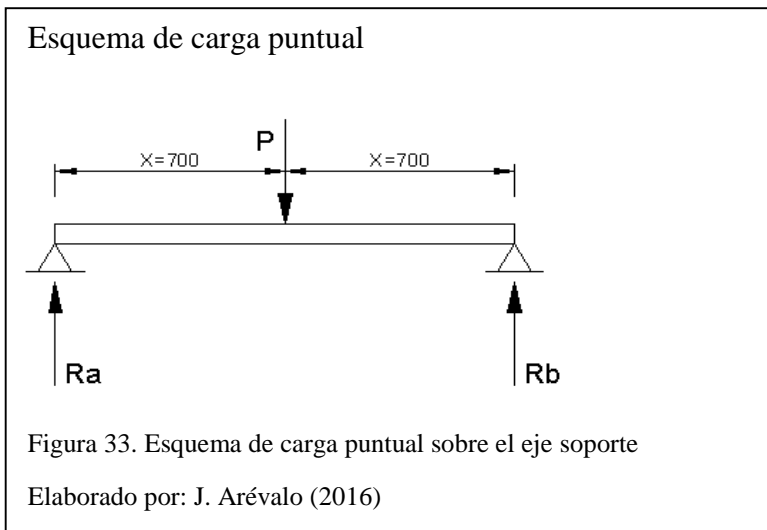 Esquema de carga puntual
P
X=700 X=700
Ra Rb
Figura 33. Esquema de carga puntual sobre el eje soporte
Elaborado por: J. Arévalo (2016)